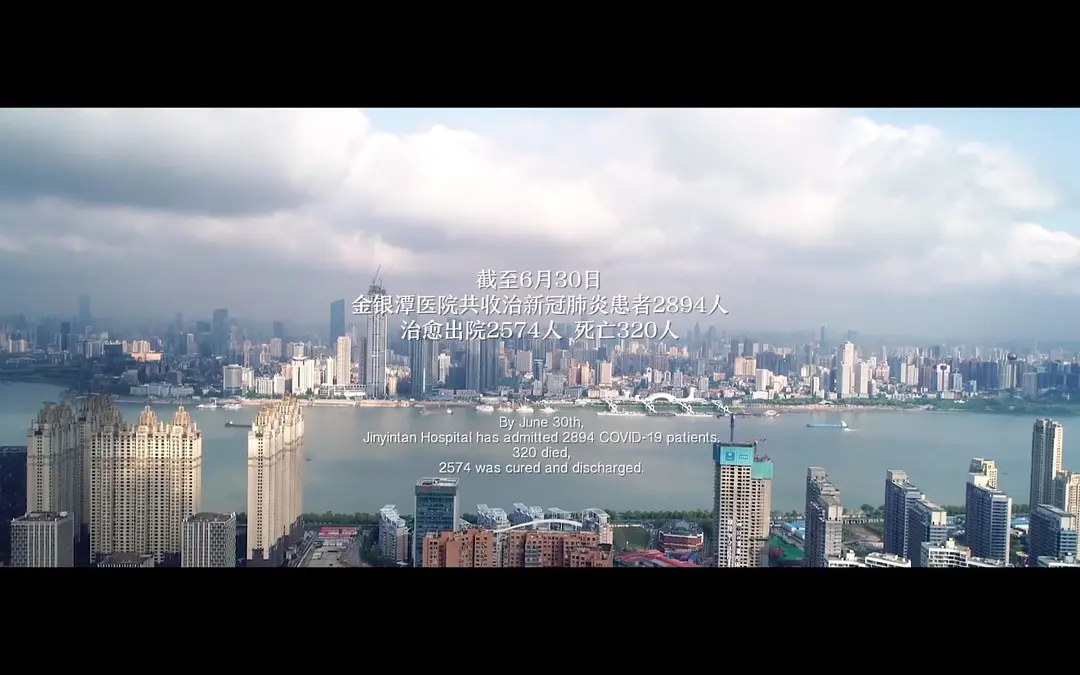 截至6月30日
金银潭医院共收治新冠肺炎患者2894人
治愈出院2574人 死亡320人
By June 30th,
Jinyintan Hospital has admitted 2894 COVID-19 patients.
320 died,
2574 was cured and discharged.